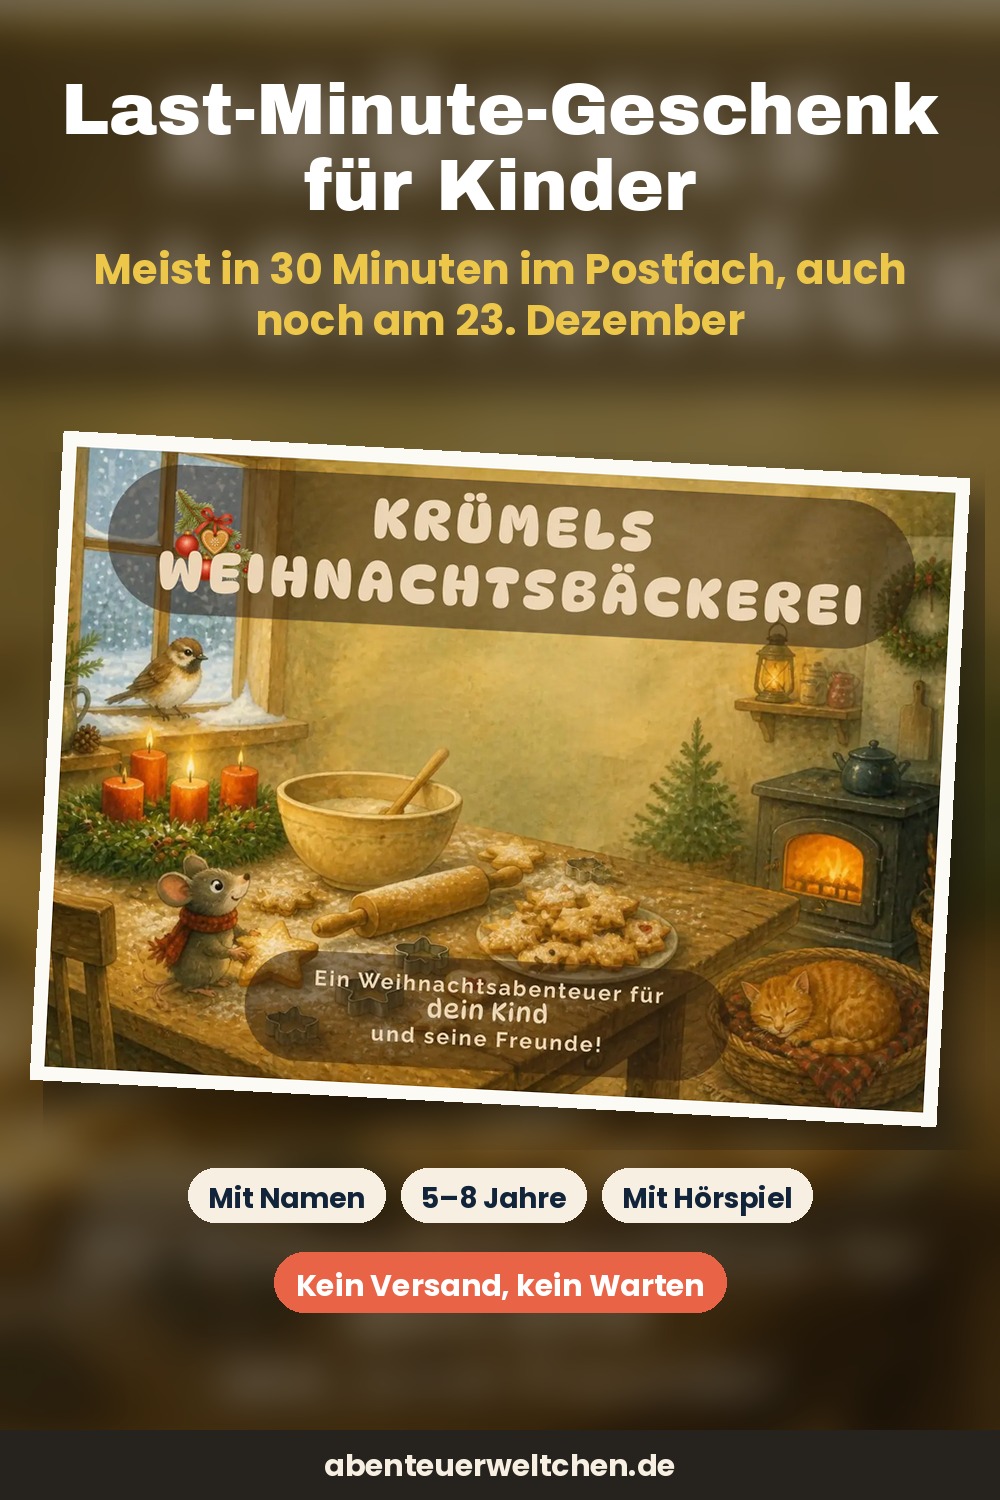 Last-Minute-Geschenk
für Kinder
Meist in 30 Minuten im Postfach, auch
noch am 23. Dezember
KRÜMELS
WEIHNACHTSBÄCKEREI
Ein Weihnachtsabenteuer für
dein Kind
und seine Freunde!
Mit Namen
5–8 Jahre
Mit Hörspiel
Kein Versand, kein Warten
abenteuerweltchen.de